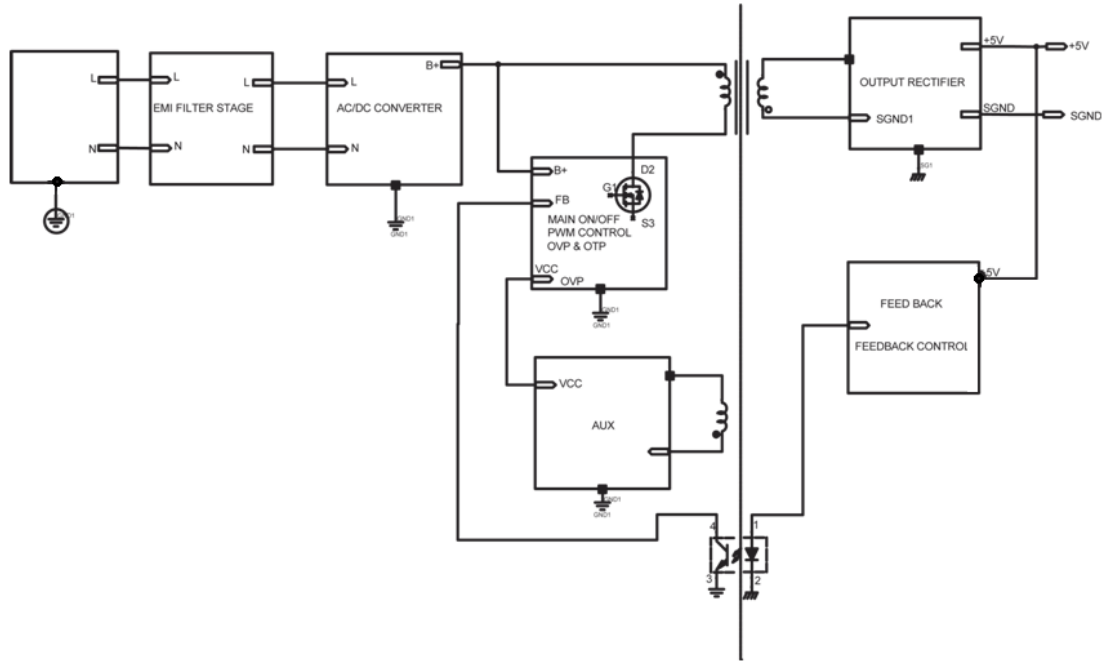 L
N
L
N
EMI FILTER STAGE
L
N
L
N
AC/DC CONVERTER
B+
GND1
GND1
B+
FB
D2
G1
S3
MAIN ON/OFF
PWM CONTROL
OVP & OTP
VCC
OVP
GND1
GND1
VCC
AUX
GND1
GND1
4
3
1
2
OUTPUT RECTIFIER
SGND1
+5V
SGND
+5V
SGND
SG1
+5V
FEED BACK
FEEDBACK CONTROL